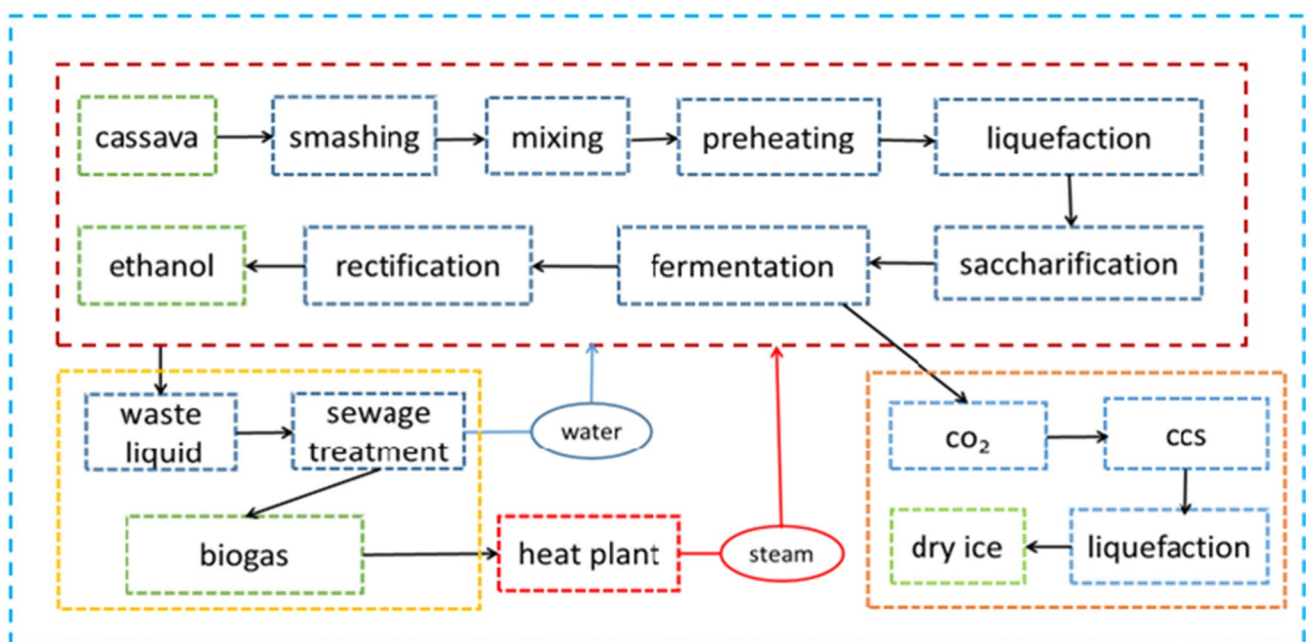 cassava
smashing
mixing
preheating
liquefaction
ethanol
rectification
fermentation
saccharification
waste
liquid
sewage
treatment
water
co₂
ccs
biogas
heat plant
steam
dry ice
liquefaction